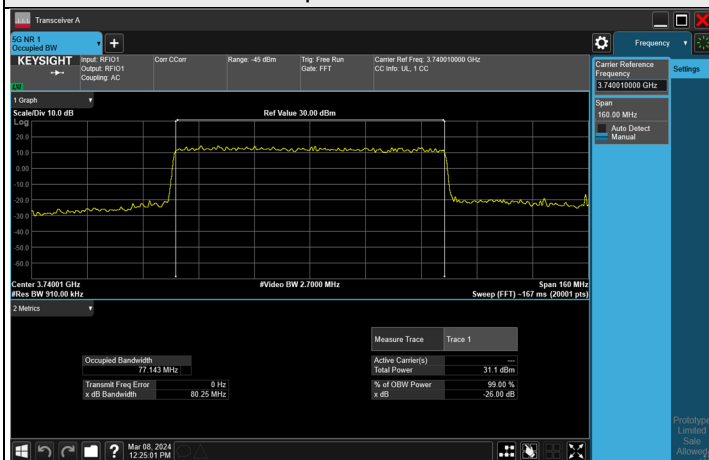 Transceiver A
5G NR 1
Occupied BW
Frequency
KEYSIGHT
Input: RFIO1
Output: RFIO1
Coupling: AC
Corr CCorr
Range: -45 dBm
Trig: Free Run
Gate: FFT
Carrier Ref Freq: 3.740010000 GHz
CC Info: UL, 1 CC
Carrier Reference
Frequency
3.740010000 GHz
Settings
Span
160.00 MHz
Auto Detect
Manual
1 Graph
Scale/Div 10.0 dB
Ref Value 30.00 dBm
Log
20.0
10.0
0.00
-10.0
-20.0
-30.0
-40.0
-50.0
-60.0
Center 3.74001 GHz
#Video BW 2.7000 MHz
Span 160 MHz
#Res BW 910.00 kHz
Sweep (FFT) ~167 ms (20001 pts)
2 Metrics
Measure Trace Trace 1
Occupied Bandwidth
77.143 MHz
Active Carrier(s) ---
Total Power 31.1 dBm
Transmit Freq Error 0 Hz
x dB Bandwidth 80.25 MHz
% of OBW Power 99.00 %
x dB -26.00 dB
Prototype
Limited
Sale
Allowed
Mar 08, 2024
12:25:01 PM